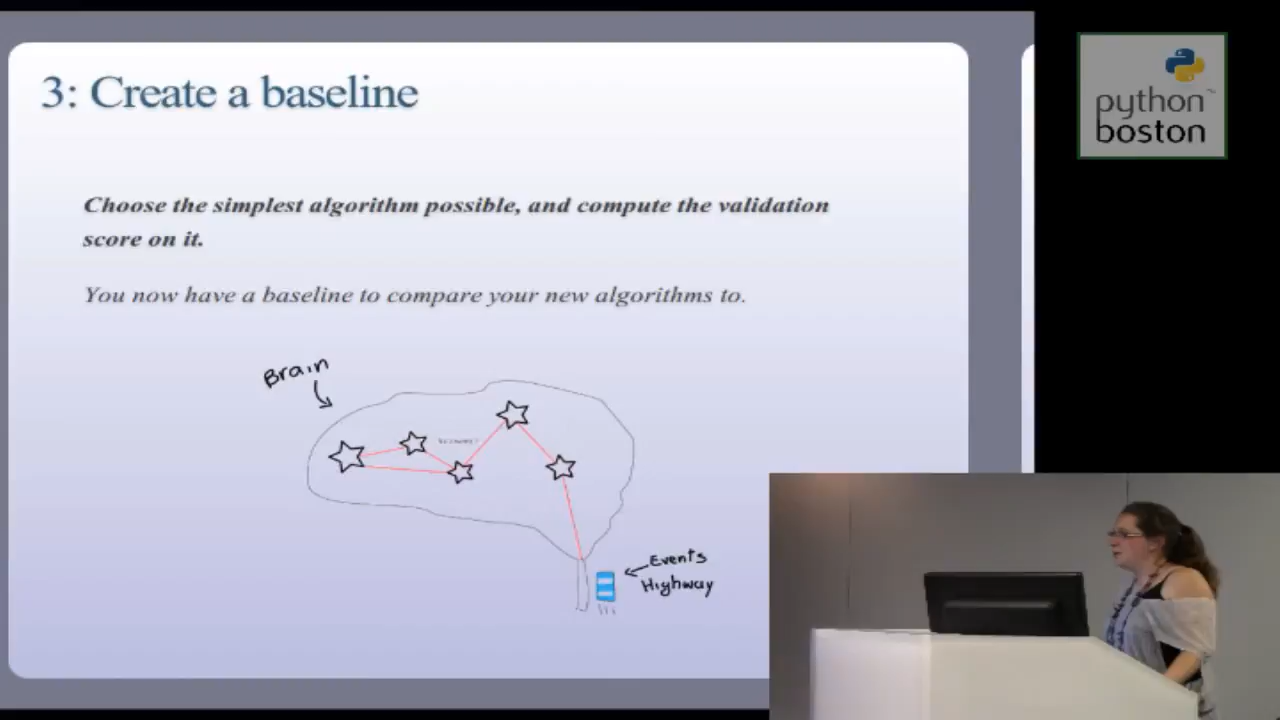 3: Create a baseline
Choose the simplest algorithm possible, and compute the validation
score on it.
You now have a baseline to compare your new algorithms to.
Brain
Events
Highway
python™
boston